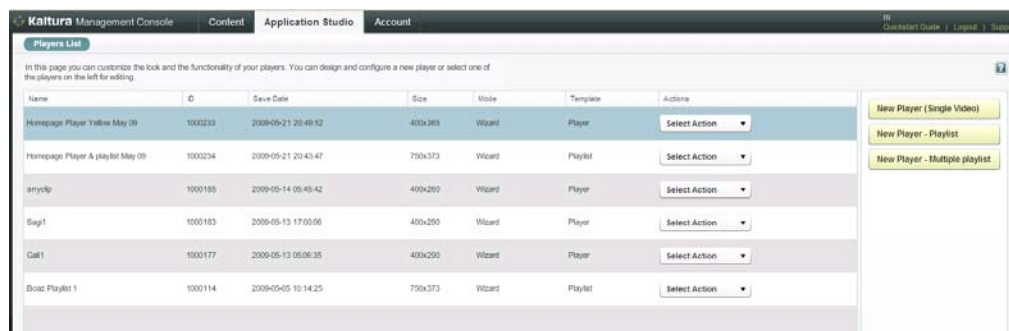 Kaltura Management Console Content Application Studio Account Hi
Quickstart Guide | Logout | Supp
Players List
In this page you can customize the look and the functionality of your players. You can design and configure a new player or select one of
the players on the left for editing.
Name ID Save Date Size Mode Template Actions
Homepage Player Yellow May 09 1000233 2009-05-21 20:48:52 400x365 Wizard Player Select Action
Homepage Player & playlist May 09 1000234 2009-05-21 20:43:47 750x373 Wizard Playlist Select Action
anyclip 1000185 2009-05-14 05:45:42 400x260 Wizard Player Select Action
Sagi1 1000183 2009-05-13 17:00:06 400x290 Wizard Player Select Action
Gali1 1000177 2009-05-13 05:06:35 400x290 Wizard Player Select Action
Boaz Playlist 1 1000114 2009-05-05 10:14:25 750x373 Wizard Playlist Select Action
New Player (Single Video)
New Player - Playlist
New Player - Multiple playlist